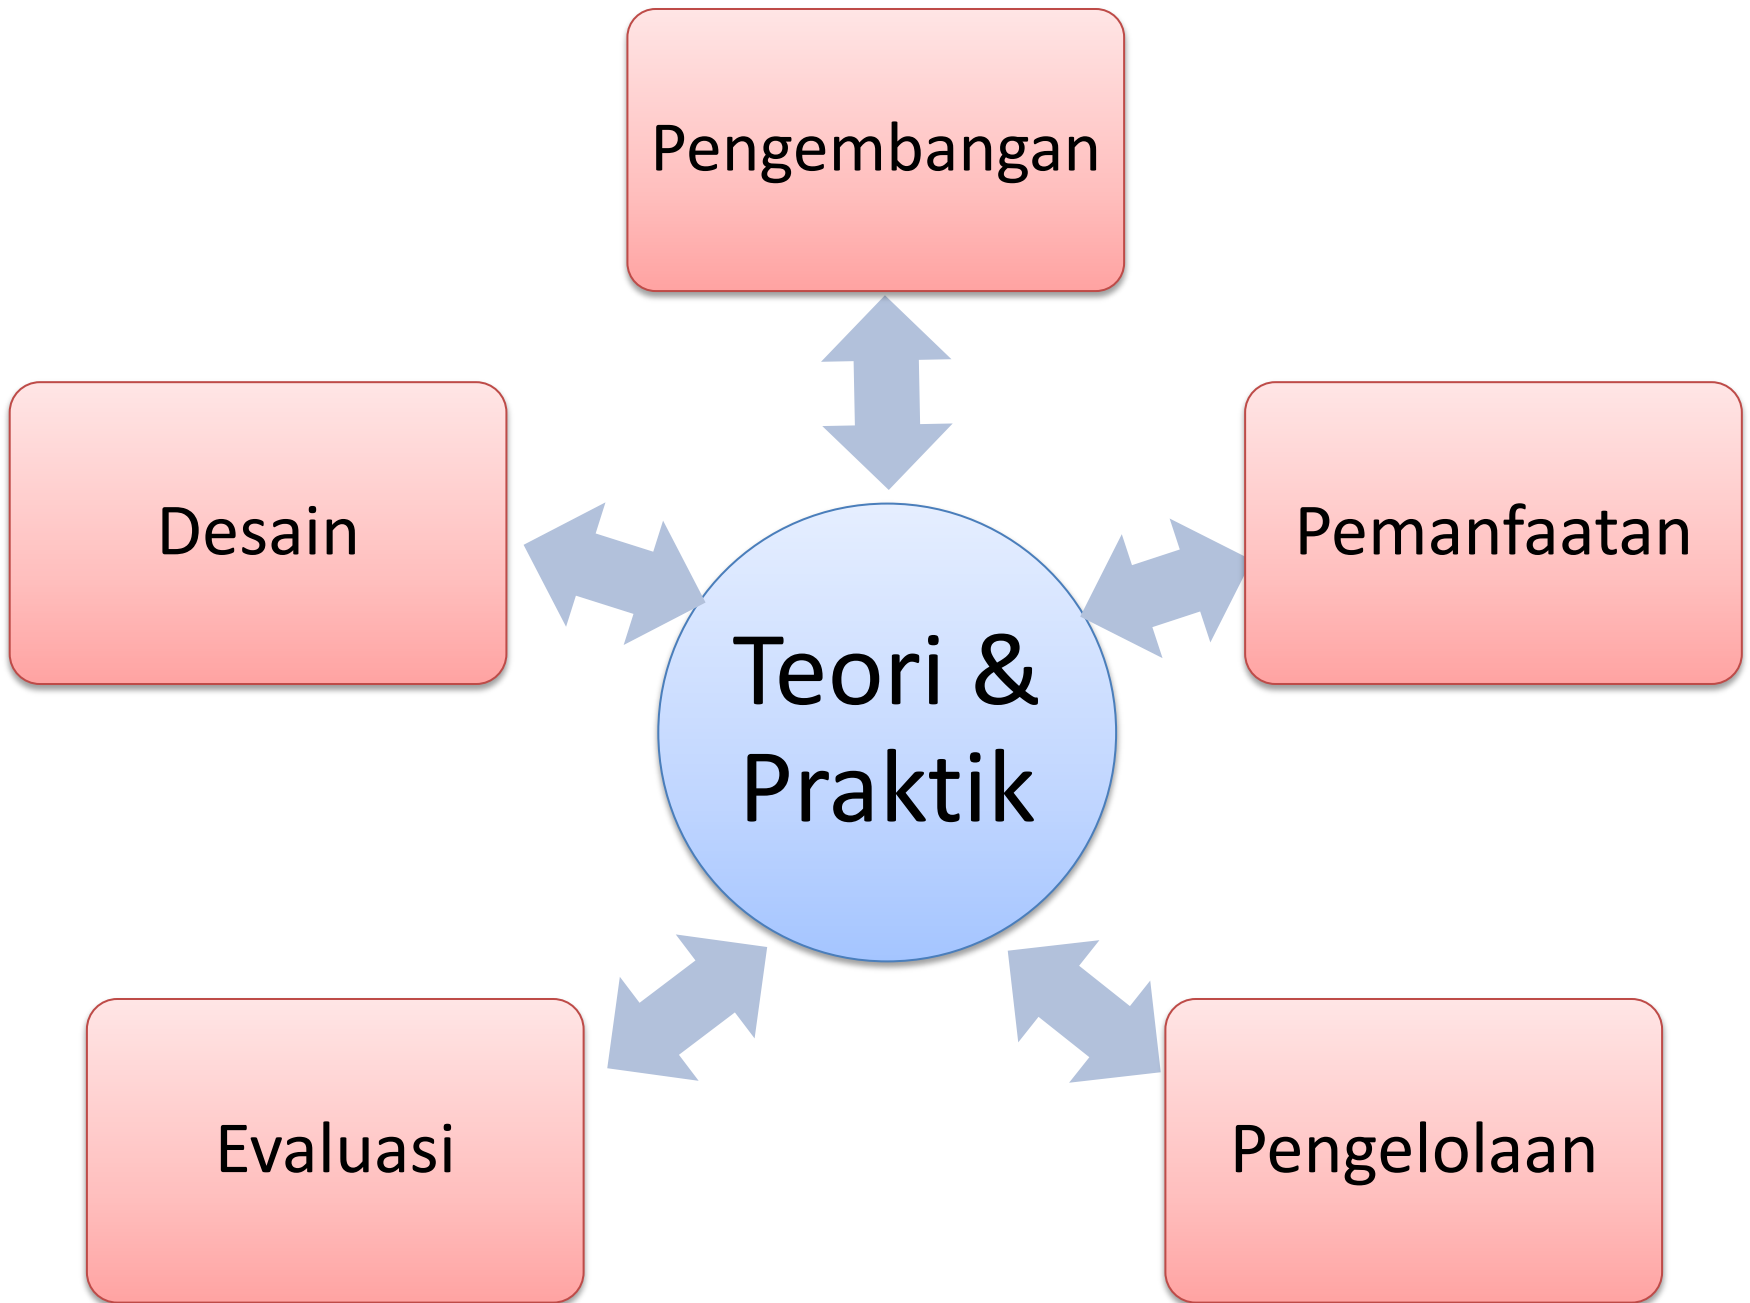 Pengembangan
Desain
Pemanfaatan
Teori &
Praktik
Evaluasi
Pengelolaan